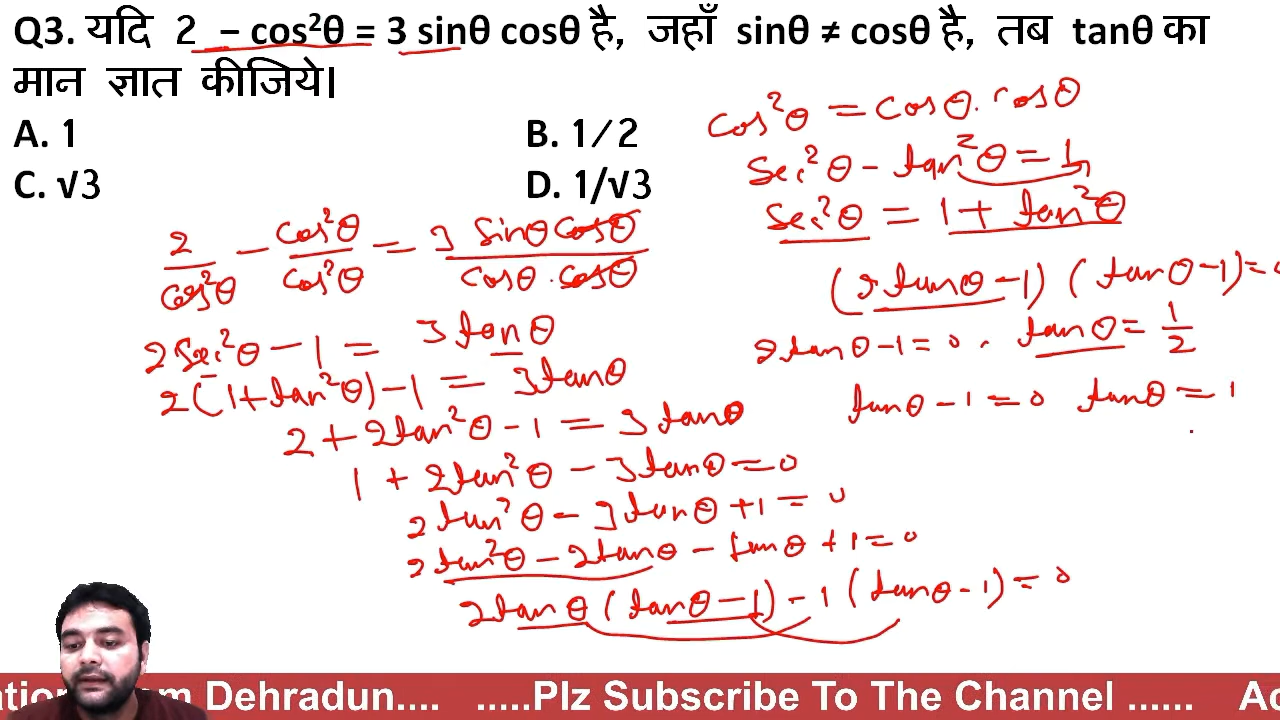 Q3. यदि 2 – cos²θ = 3 sinθ cosθ है, जहाँ sinθ ≠ cosθ है, तब tanθ का
मान ज्ञात कीजिये।
A. 1
B. 1/2
C. √3
D. 1/√3
2/cos²θ – cos²θ/cos²θ = 3 sinθ cosθ/cosθ.cosθ
2sec²θ – 1 = 3 tanθ
2(1+tan²θ) – 1 = 3tanθ
2 + 2tan²θ – 1 = 3tanθ
1 + 2tan²θ – 3tanθ = 0
2tan²θ – 3tanθ + 1 = 0
2tan²θ – 2tanθ – tanθ + 1 = 0
2tanθ (tanθ – 1) – 1 (tanθ – 1) = 0
cos²θ = cosθ.cosθ
sec²θ – tan²θ = 1
sec²θ = 1 + tan²θ
(2tanθ – 1) (tanθ – 1) = 0
2tanθ – 1 = 0. tanθ = 1/2
tanθ – 1 = 0 tanθ = 1
Dehradun.... .....Plz Subscribe To The Channel ......